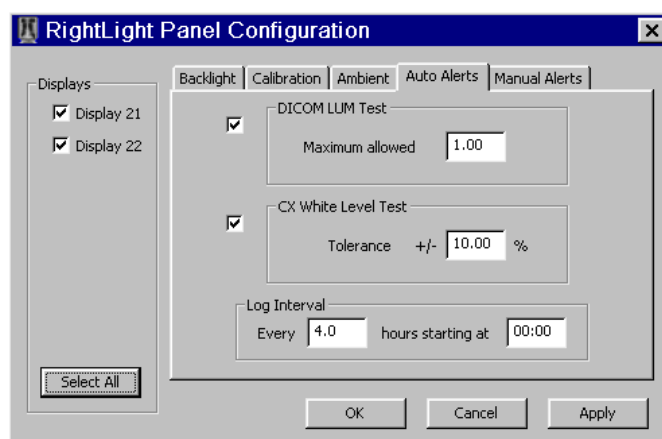 RightLight Panel Configuration
Displays
Display 21
Display 22
Select All
Backlight Calibration Ambient Auto Alerts Manual Alerts
DICOM LUM Test
Maximum allowed 1.00
CX White Level Test
Tolerance +/- 10.00 %
Log Interval
Every 4.0 hours starting at 00:00
OK Cancel Apply